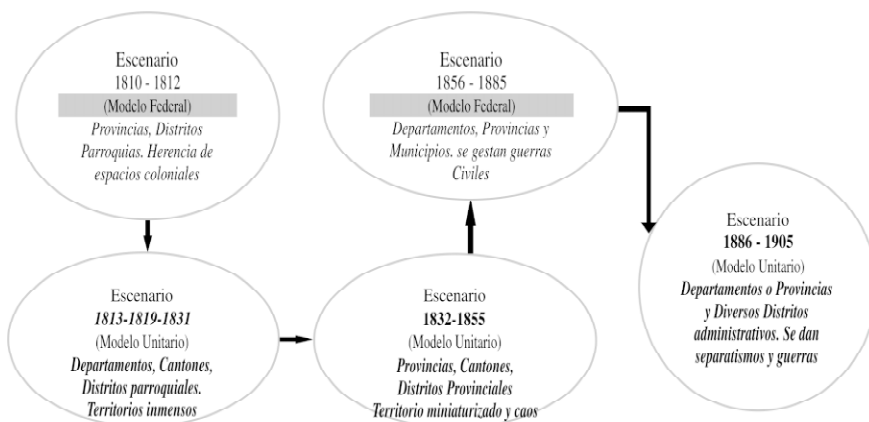 Escenario
1810 - 1812
(Modelo Federal)
Provincias, Distritos
Parroquias. Herencia de
espacios coloniales
Escenario
1813-1819-1831
(Modelo Unitario)
Departamentos, Cantones,
Distritos parroquiales.
Territorios inmensos
Escenario
1832-1855
(Modelo Unitario)
Provincias, Cantones,
Distritos Provinciales
Territorio miniaturizado y caos
Escenario
1856 - 1885
(Modelo Federal)
Departamentos, Provincias y
Municipios. se gestan guerras
Civiles
Escenario
1886 - 1905
(Modelo Unitario)
Departamentos o Provincias
y Diversos Distritos
administrativos. Se dan
separatismos y guerras